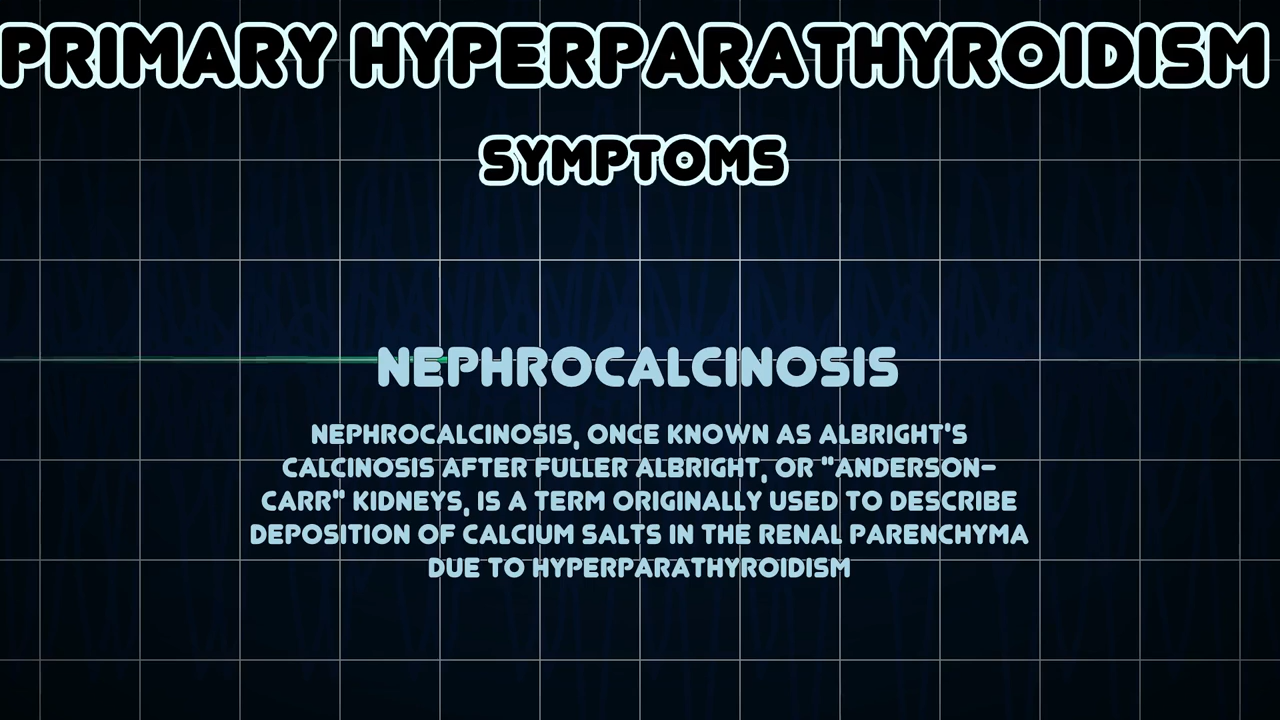 PRIMARY HYPERPARATHYROIDISM
SYMPTOMS
NEPHROCALCINOSIS
NEPHROCALCINOSIS, ONCE KNOWN AS ALBRIGHT'S
CALCINOSIS AFTER FULLER ALBRIGHT, OR "ANDERSON-
CARR" KIDNEYS, IS A TERM ORIGINALLY USED TO DESCRIBE
DEPOSITION OF CALCIUM SALTS IN THE RENAL PARENCHYMA
DUE TO HYPERPARATHYROIDISM